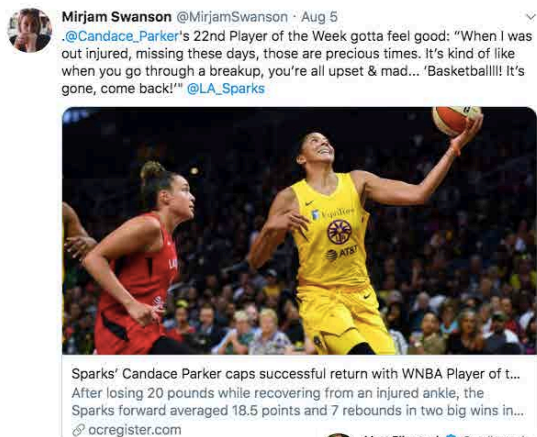 Mirjam Swanson @MirjamSwanson · Aug 5
.@Candace_Parker's 22nd Player of the Week gotta feel good: “When I was
out injured, missing these days, those are precious times. It’s kind of like
when you go through a breakup, you’re all upset & mad... ‘Basketballll! It’s
gone, come back!’" @LA_Sparks
equitone
AT&T
Sparks’ Candace Parker caps successful return with WNBA Player of t...
After losing 20 pounds while recovering from an injured ankle, the
Sparks forward averaged 18.5 points and 7 rebounds in two big wins in...
ocregister.com